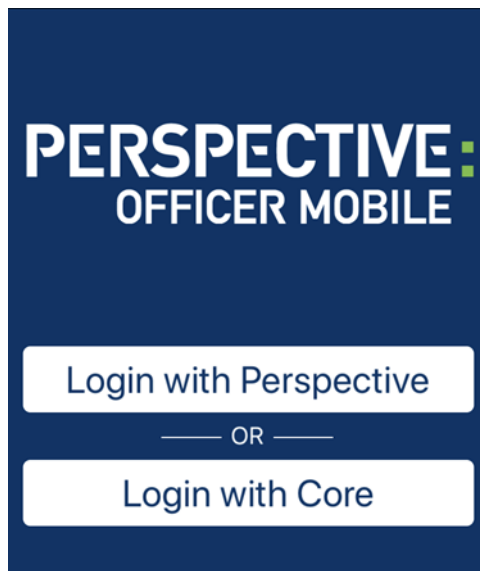 PERSPECTIVE:
OFFICER MOBILE
Login with Perspective
OR
Login with Core